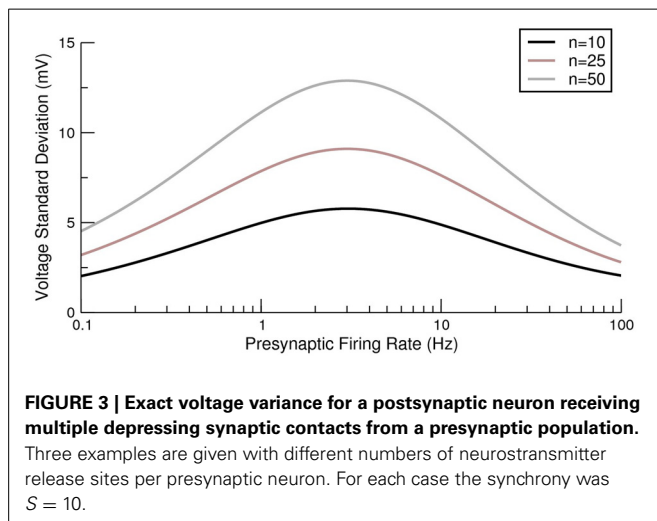 Voltage Standard Deviation (mV)
15
10
5
0
n=10
n=25
n=50
0.1
1
10
100
Presynaptic Firing Rate (Hz)
FIGURE 3 | Exact voltage variance for a postsynaptic neuron receiving
multiple depressing synaptic contacts from a presynaptic population.
Three examples are given with different numbers of neurostransmitter
release sites per presynaptic neuron. For each case the synchrony was
S = 10.